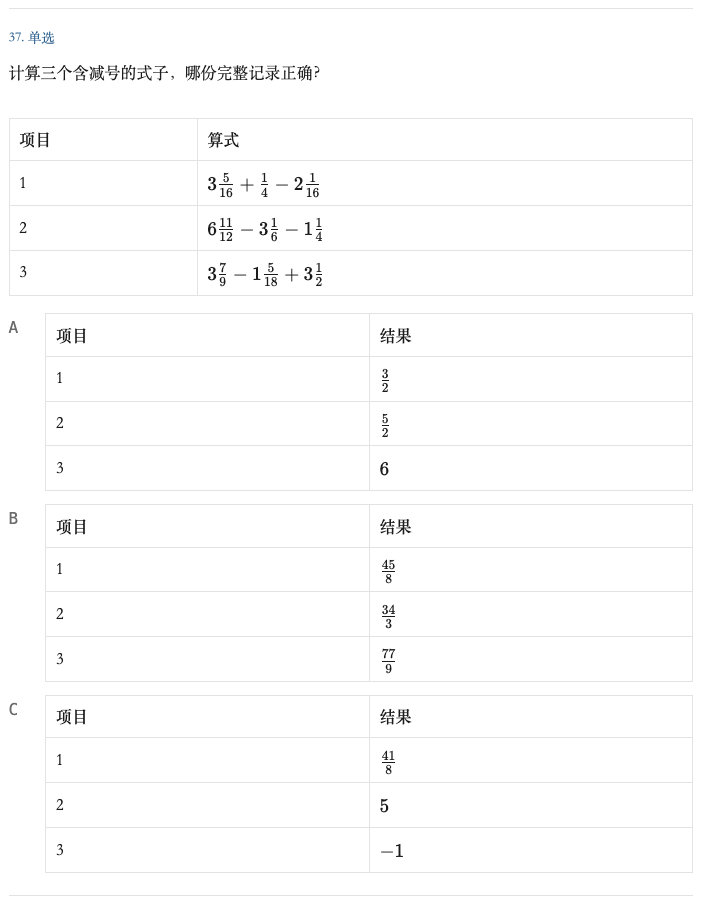 37. 单选
计算三个含减号的式子，哪份完整记录正确?
项目 算式
1 3 5/16 + 1/4 − 2 1/16
2 6 11/12 − 3 1/6 − 1 1/4
3 3 7/9 − 1 5/18 + 3 1/2
A
项目 结果
1 3/2
2 5/2
3 6
B
项目 结果
1 45/8
2 34/3
3 77/9
C
项目 结果
1 41/8
2 5
3 −1